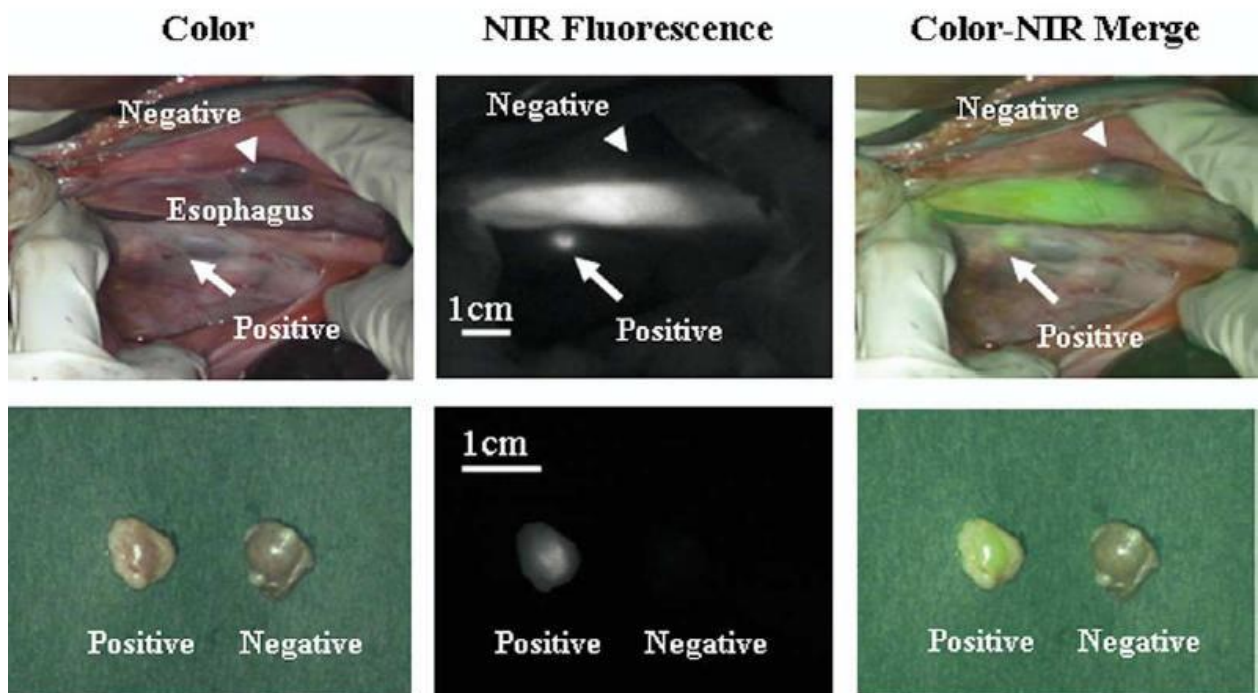 Color
NIR Fluorescence
Color-NIR Merge
Negative
Esophagus
Positive
Negative
1cm
Positive
Negative
Positive
Positive
Negative
1cm
Positive
Negative
Positive
Negative